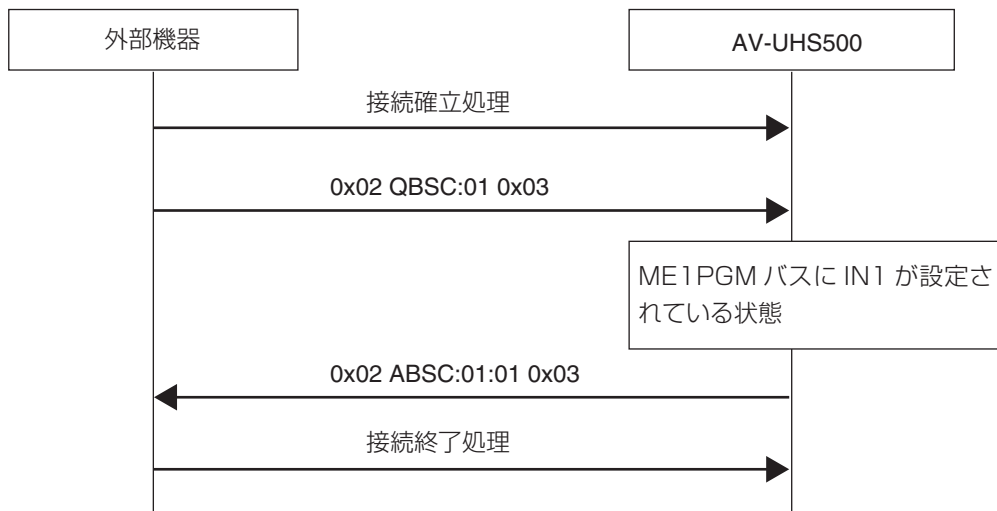 外部機器
AV-UHS500
接続確立処理
0x02 QBSC:01 0x03
ME1PGM バスに IN1 が設定さ
れている状態
0x02 ABSC:01:01 0x03
接続終了処理